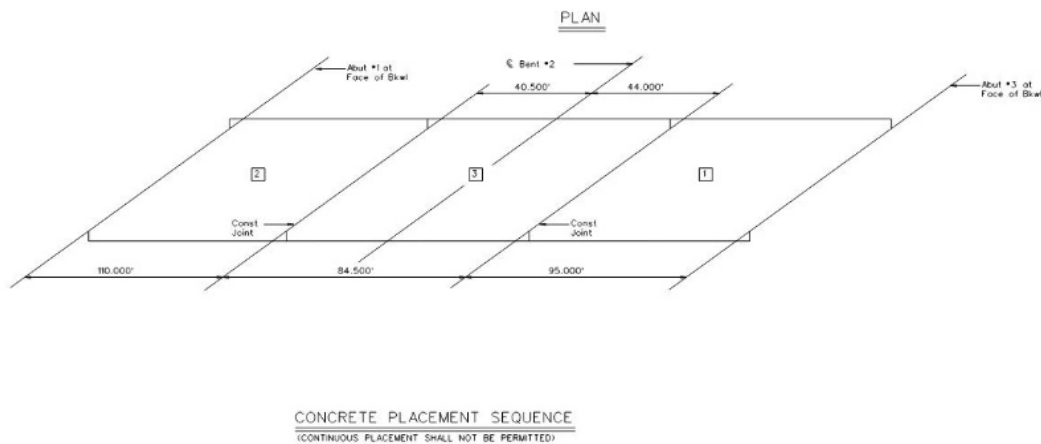 PLAN
Abut #1 at
Face of Bkwl
℄ Bent #2
40.500'
44.000'
Abut #3 at
Face of Bkwl
2
3
1
Const
Joint
Const
Joint
110.000'
84.500'
95.000'
CONCRETE PLACEMENT SEQUENCE
(CONTINUOUS PLACEMENT SHALL NOT BE PERMITTED)